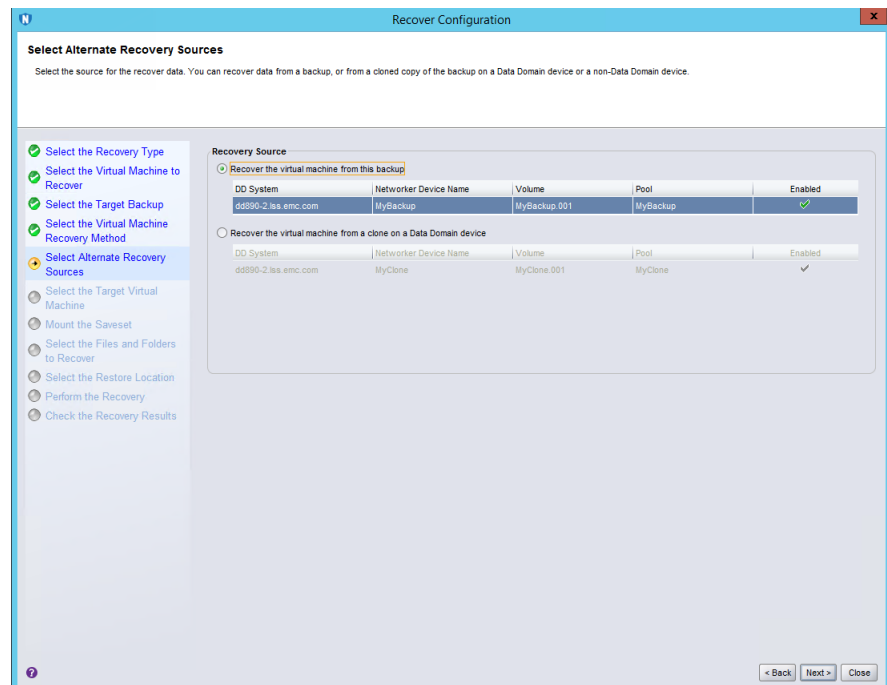 N
Recover Configuration
x
Select Alternate Recovery Sources
Select the source for the recover data. You can recover data from a backup, or from a cloned copy of the backup on a Data Domain device or a non-Data Domain device.
Select the Recovery Type
Select the Virtual Machine to
Recover
Select the Target Backup
Select the Virtual Machine
Recovery Method
Select Alternate Recovery
Sources
Select the Target Virtual
Machine
Mount the Saveset
Select the Files and Folders
to Recover
Select the Restore Location
Perform the Recovery
Check the Recovery Results
Recovery Source
Recover the virtual machine from this backup
DD System Networker Device Name Volume Pool Enabled
dd890-2.lss.emc.com MyBackup MyBackup.001 MyBackup
Recover the virtual machine from a clone on a Data Domain device
DD System Networker Device Name Volume Pool Enabled
dd890-2.lss.emc.com MyClone MyClone.001 MyClone
?
< Back Next > Close